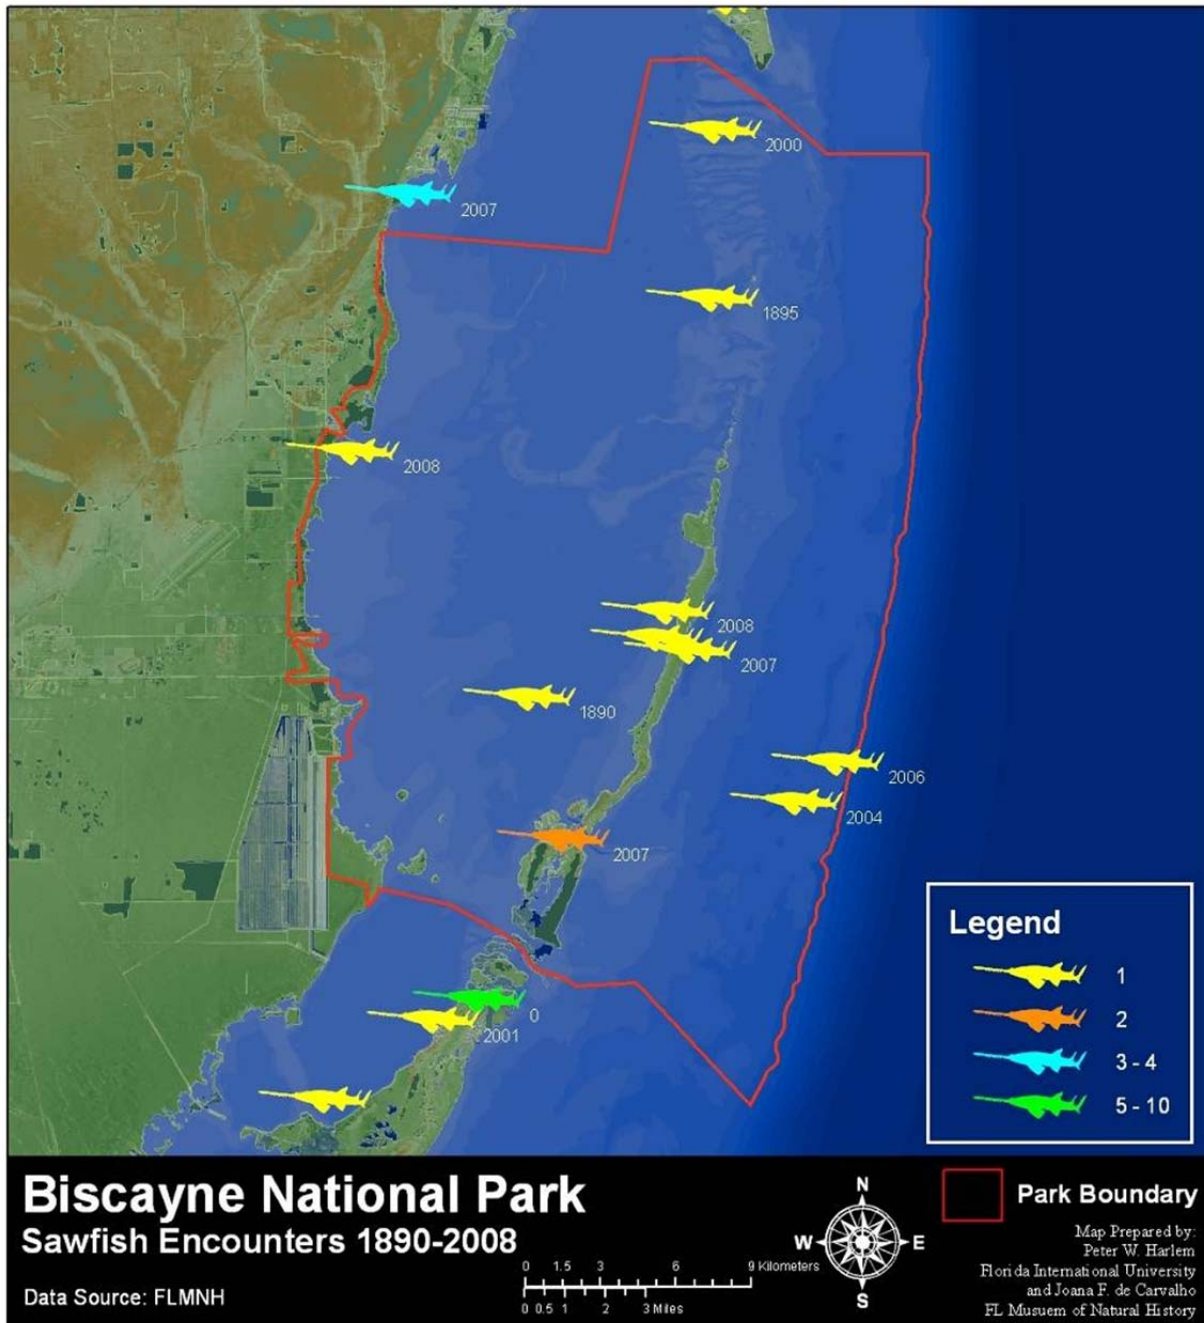 2000
2007
1895
2008
2008
2007
1890
2006
2004
2007
0
2001
Legend
1
2
3 - 4
5 - 10
Biscayne National Park
Sawfish Encounters 1890-2008
Data Source: FLMNH
0 1.5 3 6 9 Kilometers
0 0.5 1 2 3 Miles
N
W E
S
Park Boundary
Map Prepared by:
Peter W. Harlem
Florida International University
and Joana F. de Carvalho
FL Musuem of Natural History